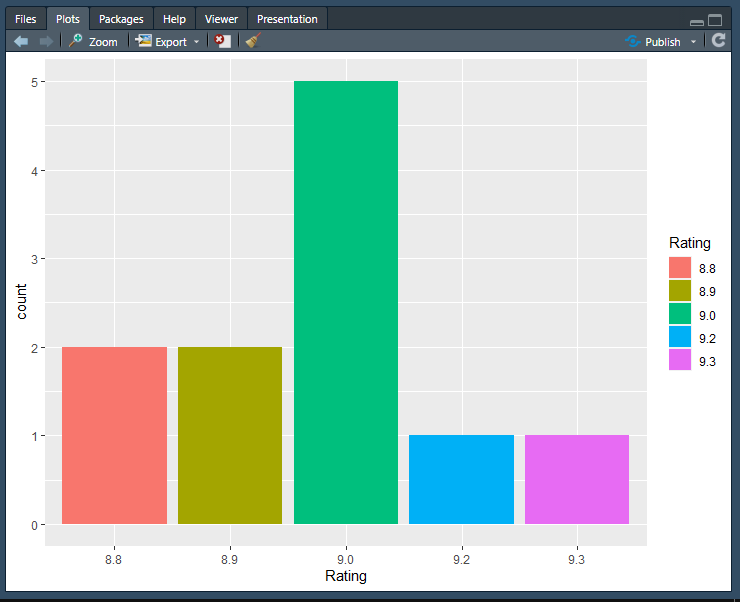 Files Plots Packages Help Viewer Presentation
Zoom Export Publish
5
4
3
2
1
0
count
8.8 8.9 9.0 9.2 9.3
Rating
Rating
8.8
8.9
9.0
9.2
9.3